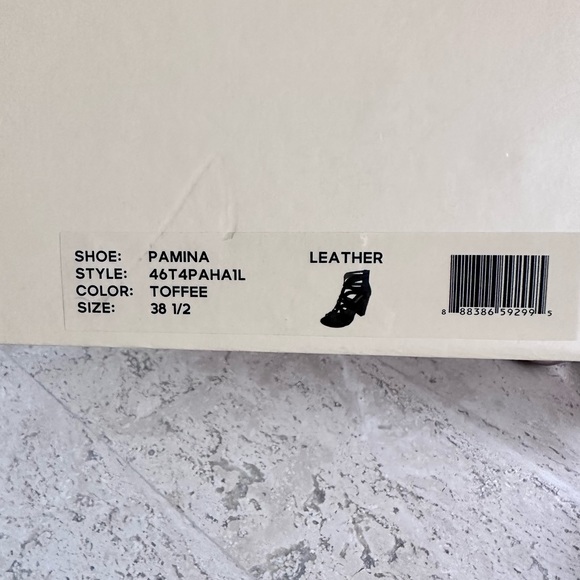 SHOE: PAMINA LEATHER
STYLE: 46T4PAHA1L
COLOR: TOFFEE
SIZE: 38 1/2
8 88386 59299 5